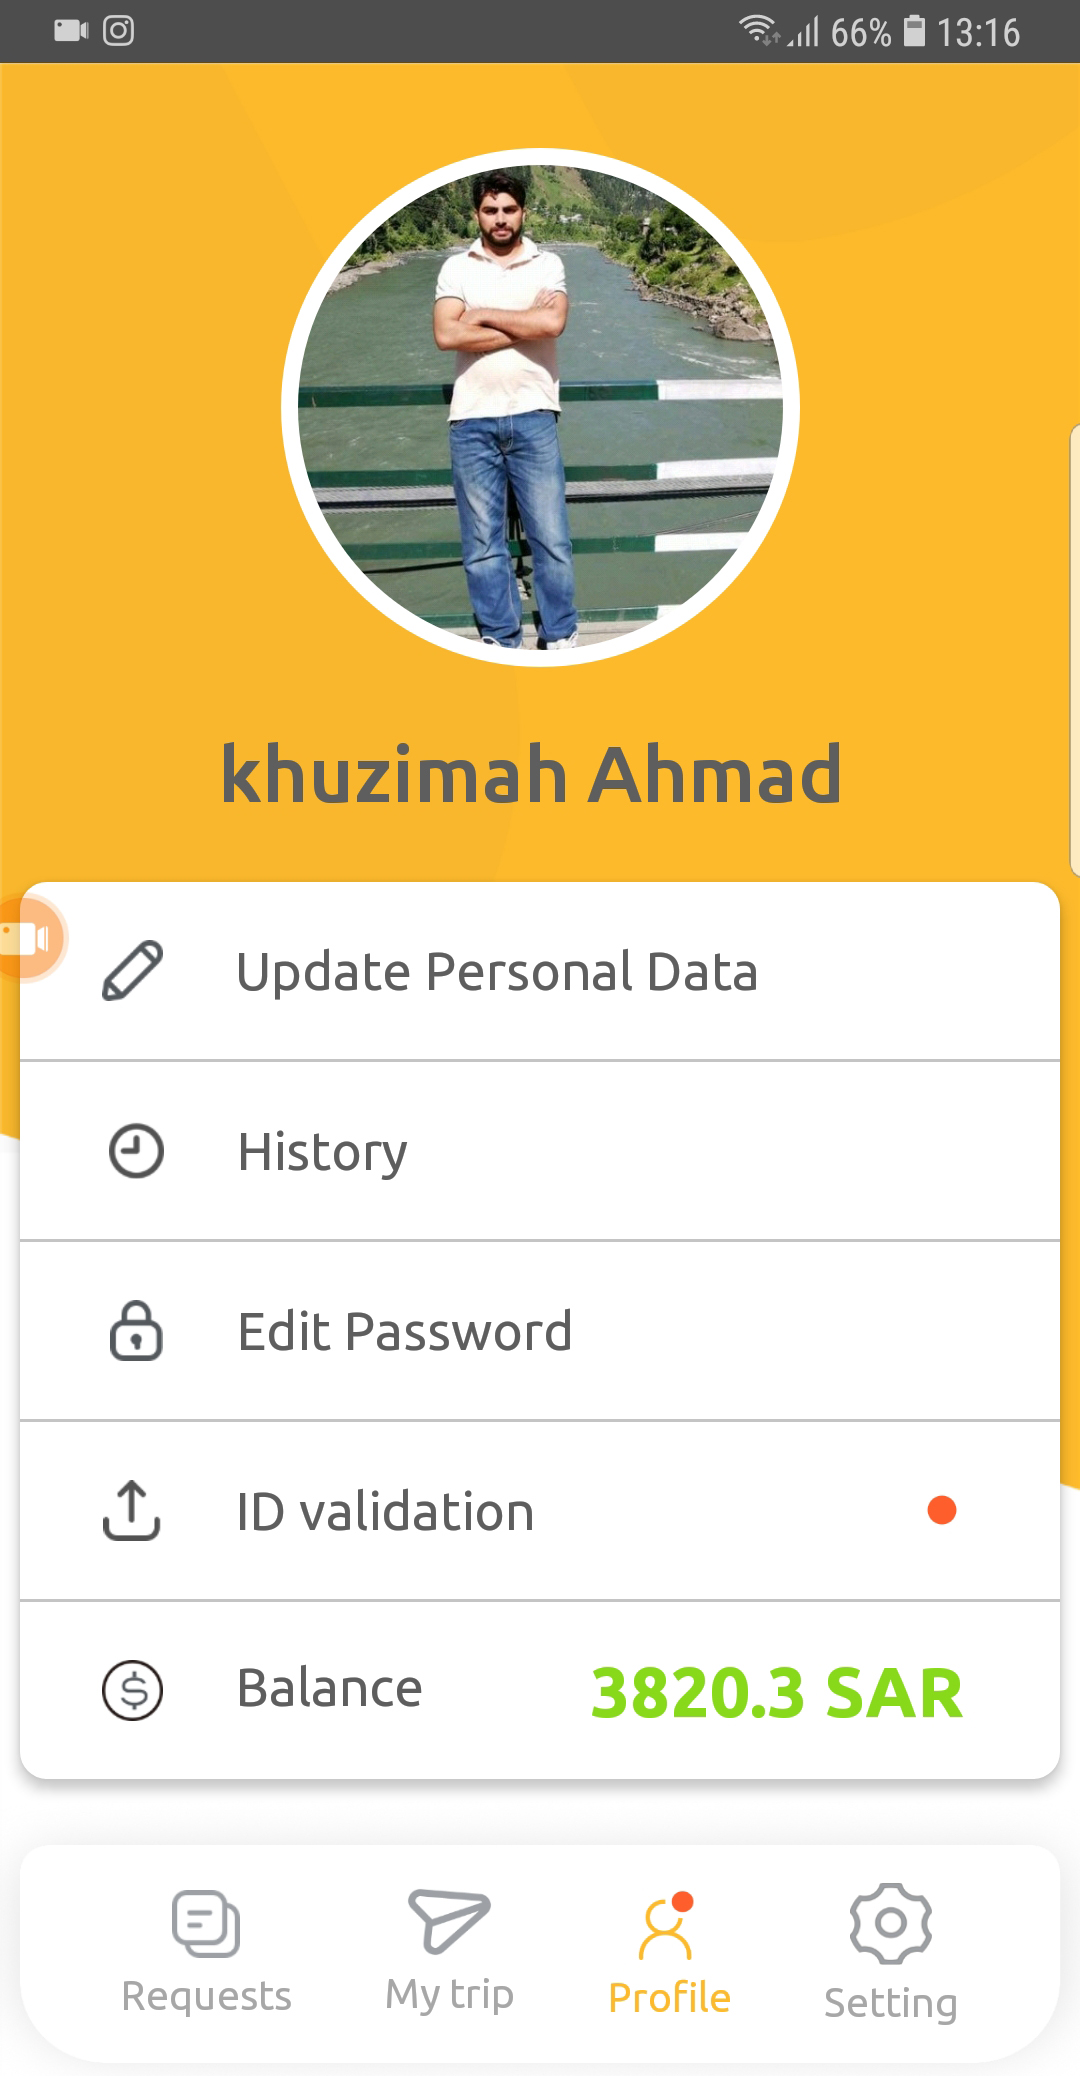 66% 13:16
khuzimah Ahmad
Update Personal Data
History
Edit Password
ID validation
Balance 3820.3 SAR
Requests My trip Profile Setting